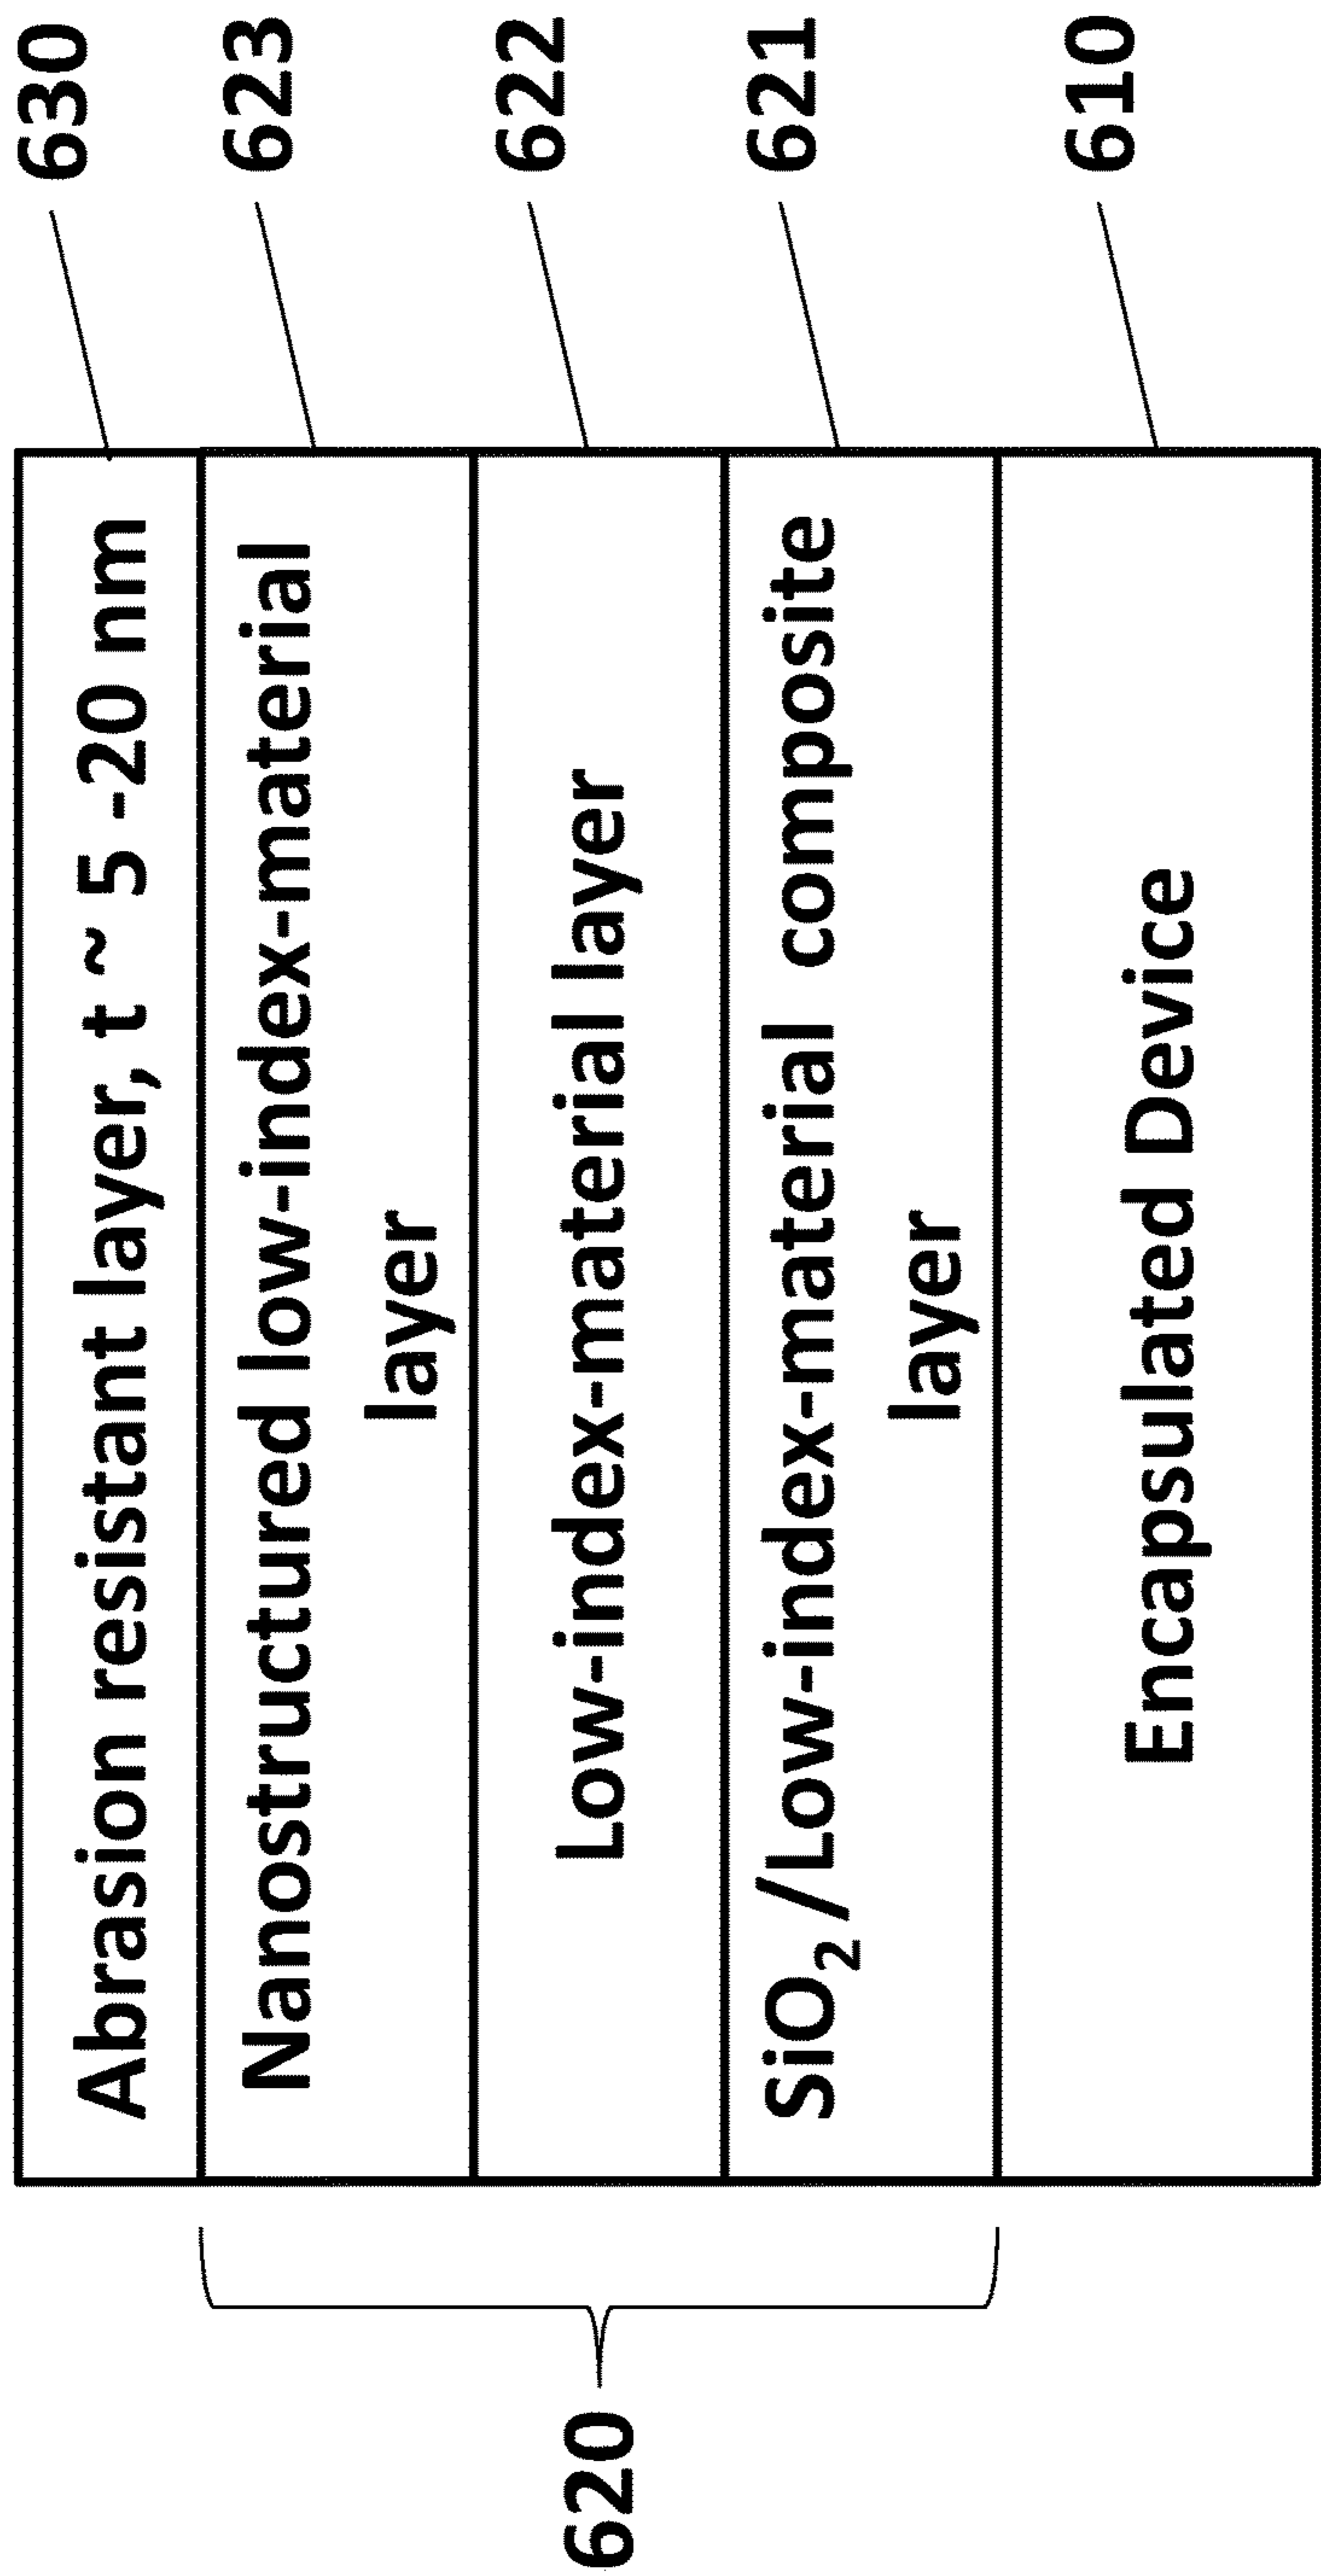 Abrasion resistant layer, t ~ 5 -20 nm
630
Nanostructured low-index-material
layer
623
Low-index-material layer
622
SiO₂ /Low-index-material composite
layer
621
Encapsulated Device
610
620